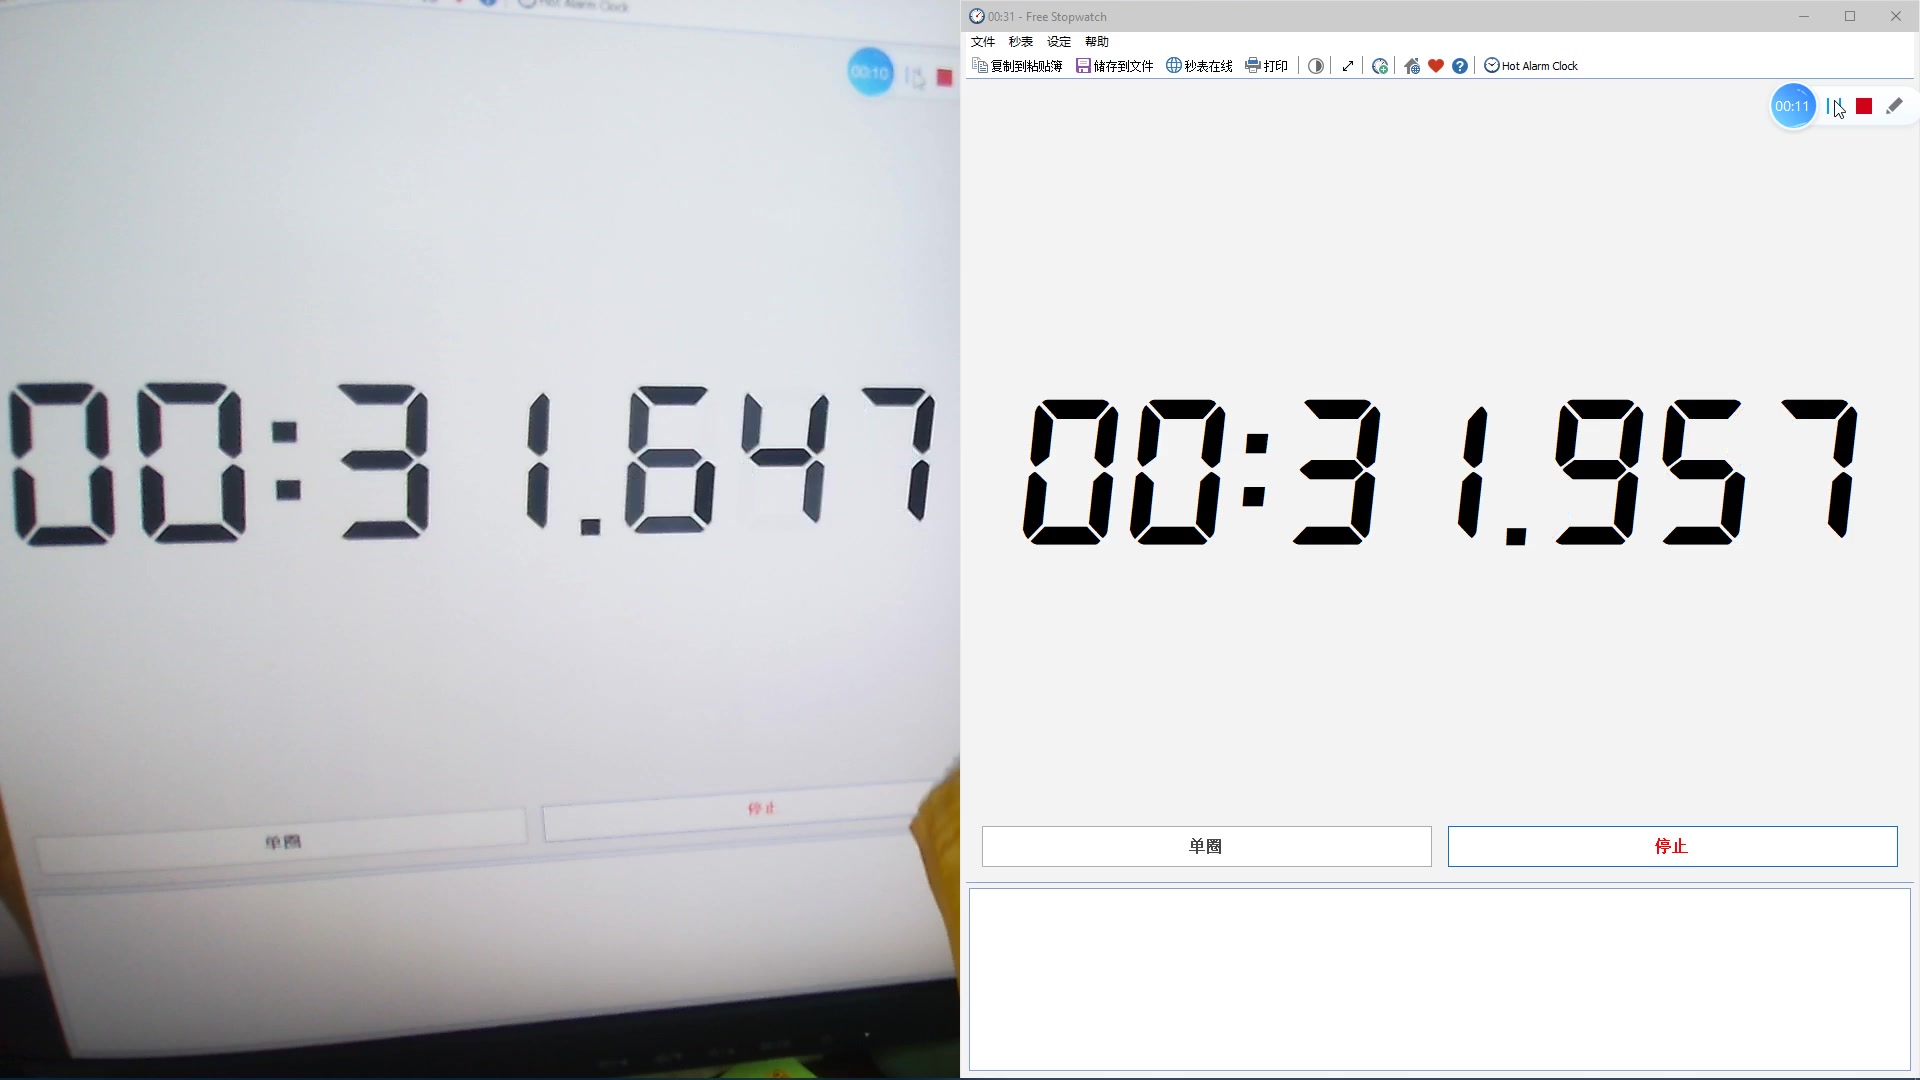 Hot Alarm Clock
00:10
00:31.647
单圈
停止
00:31 - Free Stopwatch
文件 秒表 设定 帮助
复制到粘贴簿 储存到文件 秒表在线 打印 Hot Alarm Clock
00:11
00:31.957
单圈
停止